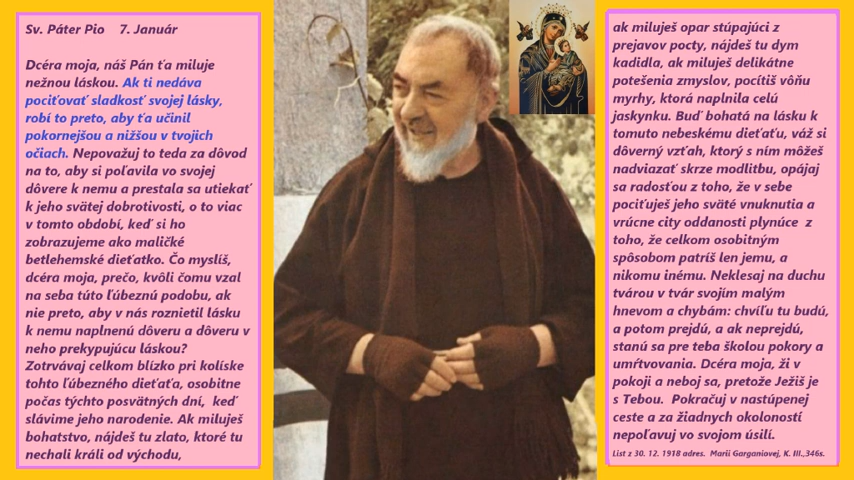 Sv. Páter Pio    7. Január
Dcéra moja, náš Pán ťa miluje
nežnou láskou. Ak ti nedáva
pociťovať sladkosť svojej lásky,
robí to preto, aby ťa učinil
pokornejšou a nižšou v tvojich
očiach. Nepovažuj to teda za dôvod
na to, aby si poľavila vo svojej
dôvere k nemu a prestala sa utiekať
k jeho svätej dobrotivosti, o to viac
v tomto období, keď si ho
zobrazujeme ako maličké
betlehemské dieťatko. Čo myslíš,
dcéra moja, prečo, kvôli čomu vzal
na seba túto ľúbeznú podobu, ak
nie preto, aby v nás roznietil lásku
k nemu naplnenú dôveru a dôveru v
neho prekypujúcu láskou?
Zotrvávaj celkom blízko pri kolíske
tohto ľúbezného dieťaťa, osobitne
počas týchto posvätných dní,  keď
slávime jeho narodenie. Ak miluješ
bohatstvo, nájdeš tu zlato, ktoré tu
nechali králi od východu,
ak miluješ opar stúpajúci z
prejavov pocty, nájdeš tu dym
kadidla, ak miluješ delikátne
potešenia zmyslov, pocítiš vôňu
myrhy, ktorá naplnila celú
jaskynku. Buď bohatá na lásku k
tomuto nebeskému dieťaťu, váž si
dôverný vzťah, ktorý s ním môžeš
nadviazať skrze modlitbu, opájaj
sa radosťou z toho, že v sebe
pociťuješ jeho sväté vnuknutia a
vrúcne city oddanosti plynúce  z
toho, že celkom osobitným
spôsobom patríš len jemu, a
nikomu inému. Neklesaj na duchu
tvárou v tvár svojím malým
hnevom a chybám: chvíľu tu budú,
a potom prejdú, a ak neprejdú,
stanú sa pre teba školou pokory a
umŕtvovania. Dcéra moja, ži v
pokoji a neboj sa, pretože Ježiš je
s Tebou.  Pokračuj v nastúpenej
ceste a za žiadnych okoloností
nepoľavuj vo svojom úsilí.
List z 30. 12. 1918 adres.  Marii Garganiovej, K. III.,346s.